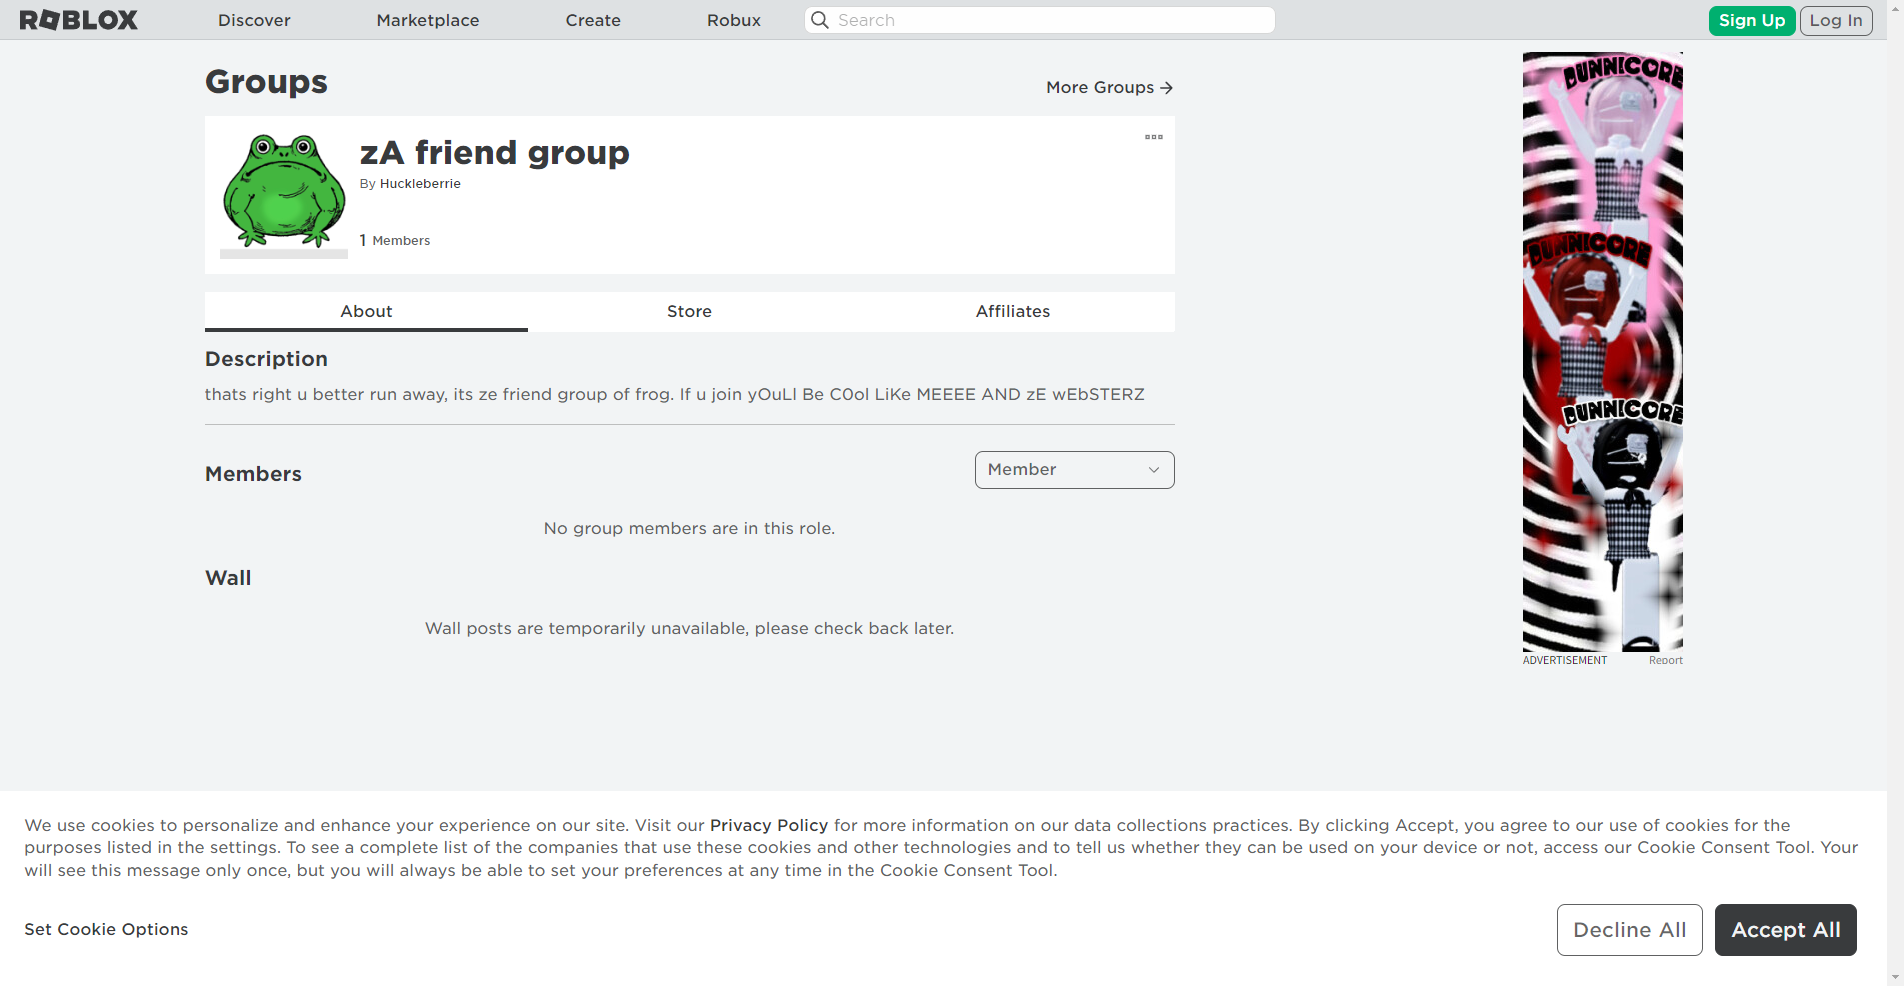 ROBLOX
Discover
Marketplace
Create
Robux
Search
Sign Up
Log In
Groups
More Groups
zA friend group
By Huckleberrie
1 Members
About
Store
Affiliates
Description
thats right u better run away, its ze friend group of frog. If u join yOuLl Be C0ol LiKe MEEEE AND zE wEbSTERZ
Members
Member
No group members are in this role.
Wall
Wall posts are temporarily unavailable, please check back later.
BUNNICORE
BUNNICORE
BUNNICORE
ADVERTISEMENT
Report
We use cookies to personalize and enhance your experience on our site. Visit our Privacy Policy for more information on our data collections practices. By clicking Accept, you agree to our use of cookies for the
purposes listed in the settings. To see a complete list of the companies that use these cookies and other technologies and to tell us whether they can be used on your device or not, access our Cookie Consent Tool. Your
will see this message only once, but you will always be able to set your preferences at any time in the Cookie Consent Tool.
Set Cookie Options
Decline All
Accept All